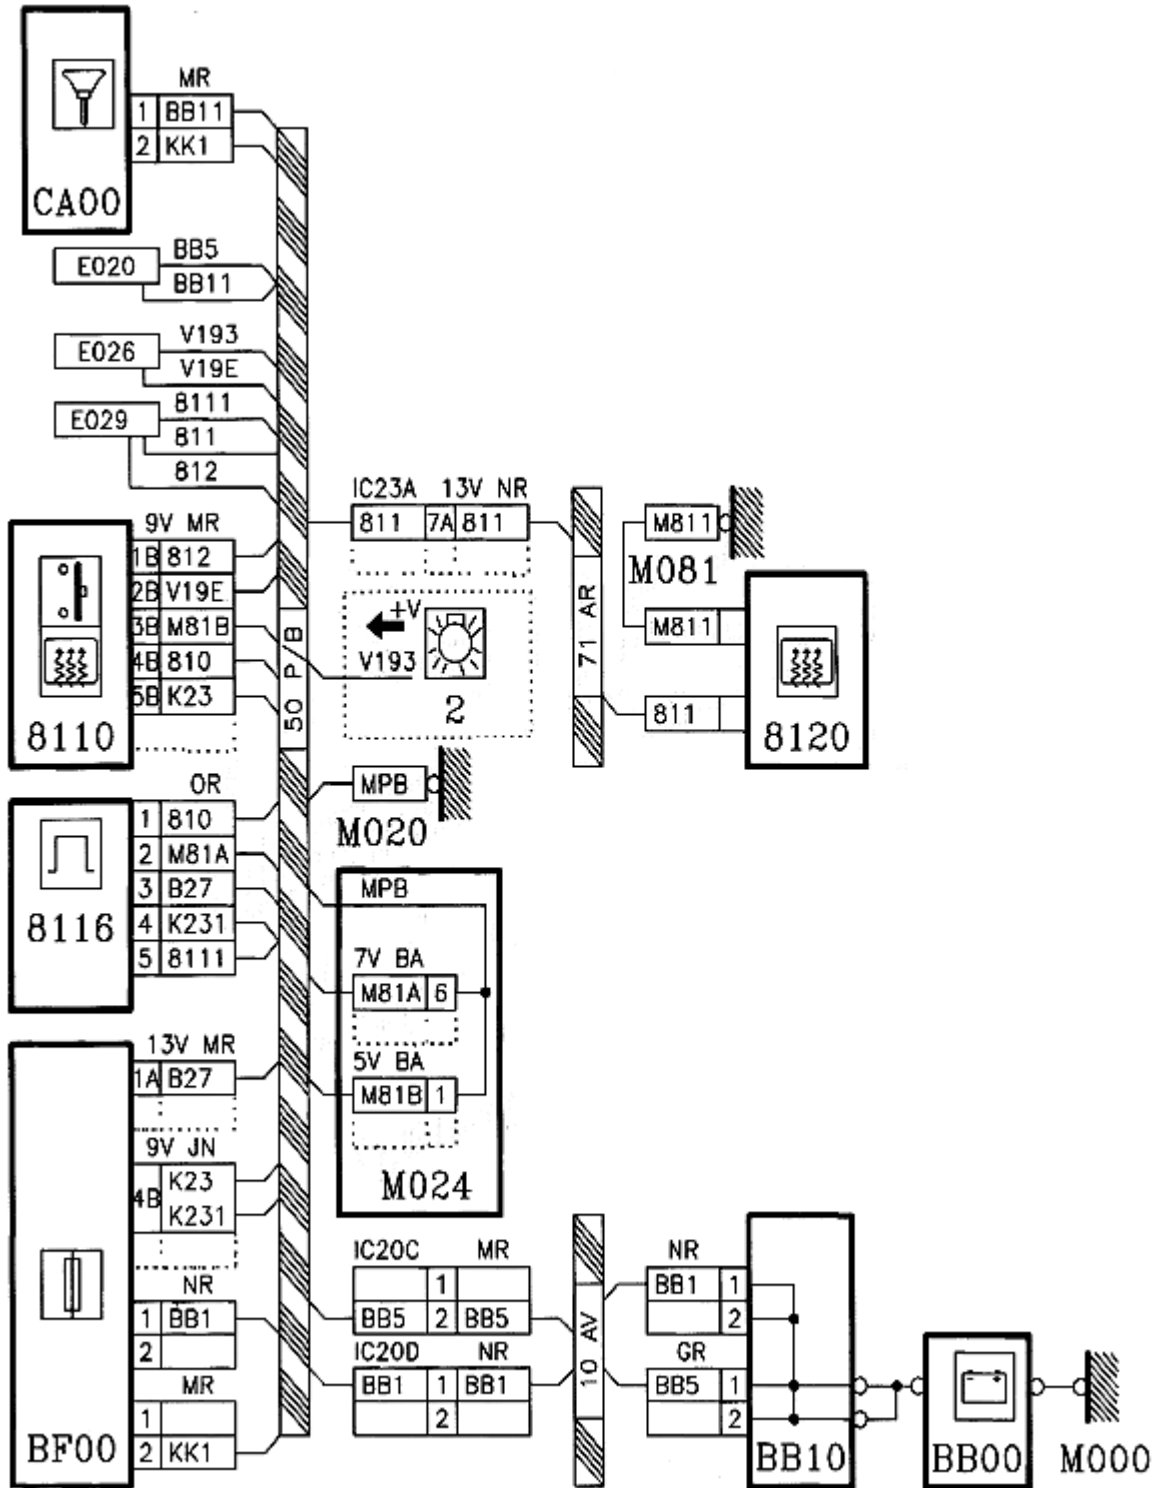 MR
1 BB11
2 KK1
CA00
E020 BB5
BB11
E026 V193
V19E
E029 8111
811
812
9V MR
1B 812
2B V19E
3B M81B
4B 810
5B K23
8110
OR
1 810
2 M81A
3 B27
4 K231
5 8111
8116
13V MR
1A B27
9V JN
4B K23
K231
NR
1 BB1
2
MR
1
2 KK1
BF00
50 P B
IC23A 13V NR
811 7A 811
+V
V193
2
71 AR
M811
M081
M811
811
8120
MPB
M020
MPB
7V BA
M81A 6
5V BA
M81B 1
M024
IC20C MR
1
BB5 2 BB5
IC20D NR
BB1 1 BB1
2
10 AV
NR
BB1 1
2
GR
BB5 1
2
BB10
BB00
M000